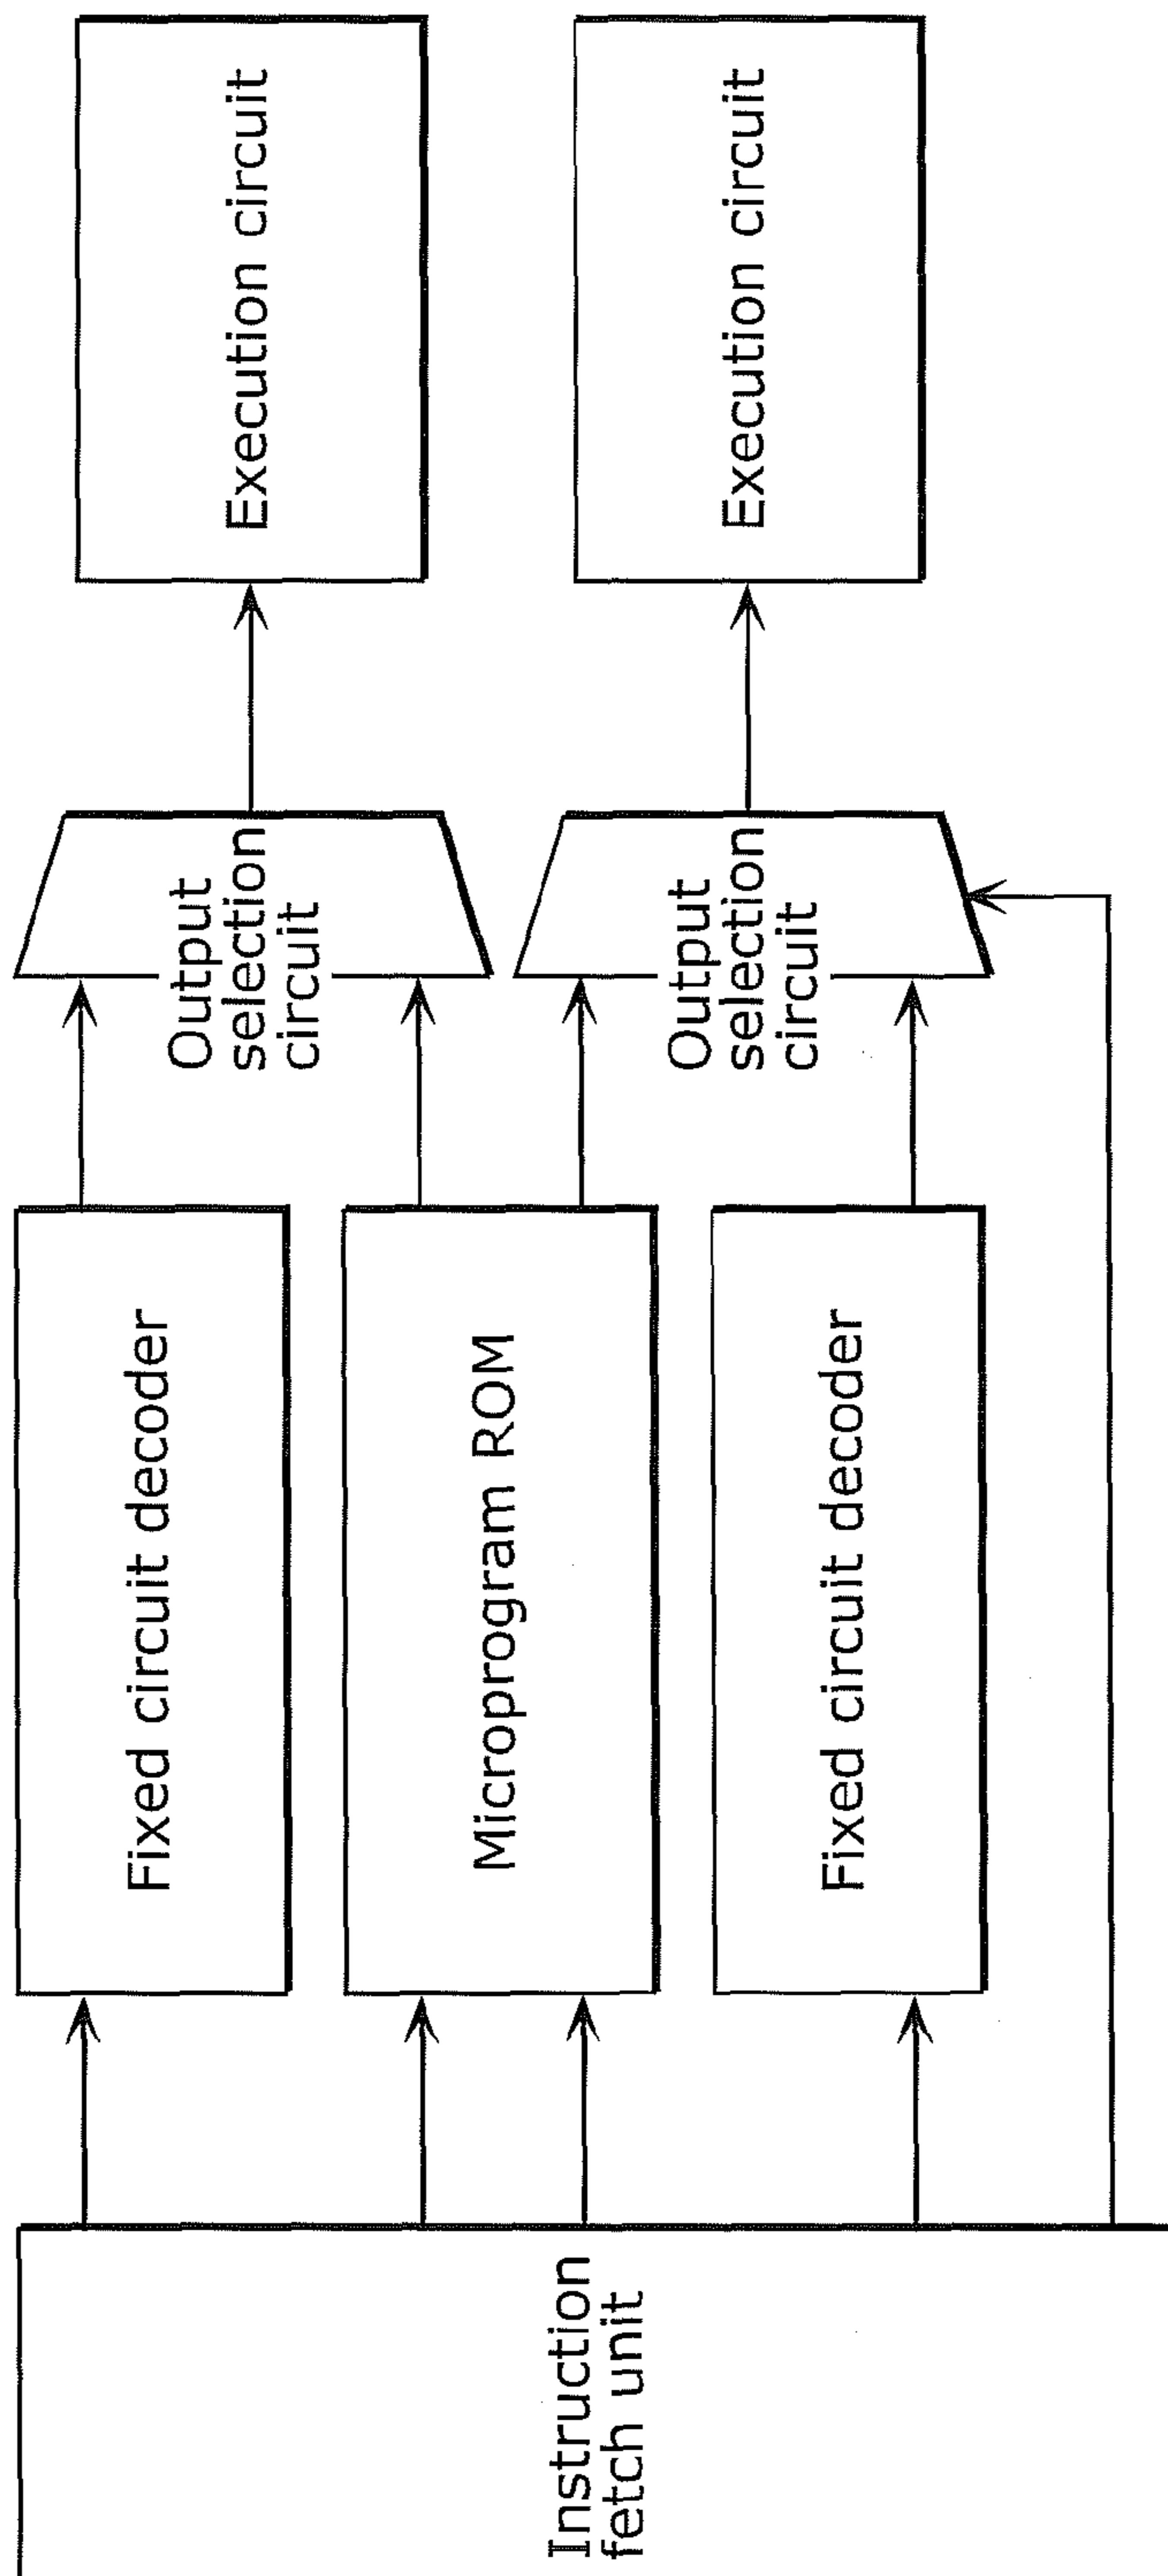 Instruction
fetch unit
Fixed circuit decoder
Microprogram ROM
Fixed circuit decoder
Output
selection
circuit
Output
selection
circuit
Execution circuit
Execution circuit